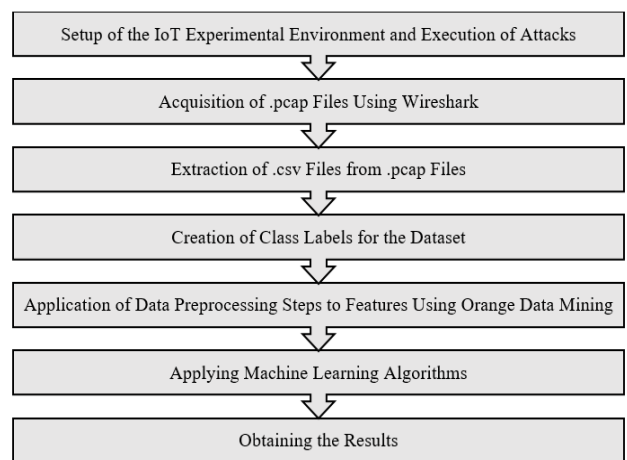 Setup of the IoT Experimental Environment and Execution of Attacks
Acquisition of .pcap Files Using Wireshark
Extraction of .csv Files from .pcap Files
Creation of Class Labels for the Dataset
Application of Data Preprocessing Steps to Features Using Orange Data Mining
Applying Machine Learning Algorithms
Obtaining the Results